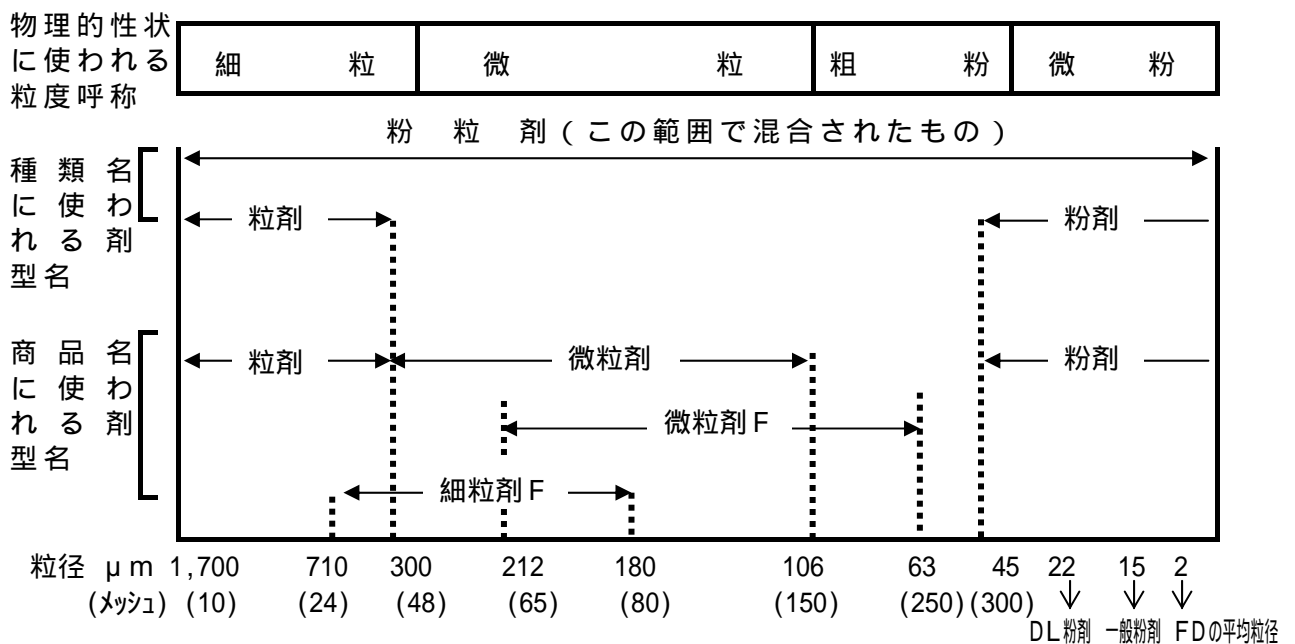 物理的性状
に使われる
粒度呼称
細粒 微粒 粗粉 微粉
粉粒剤(この範囲で混合されたもの)
種類名
に使わ
れる剤
型名
粒剤 粉剤
商品名
に使わ
れる剤
型名
粒剤 微粒剤 粉剤
微粒剤F
細粒剤F
粒径 μm 1,700 710 300 212 180 106 63 45 22 15 2
(メッシュ) (10) (24) (48) (65) (80) (150) (250) (300)
DL粉剤 一般粉剤 FDの平均粒径